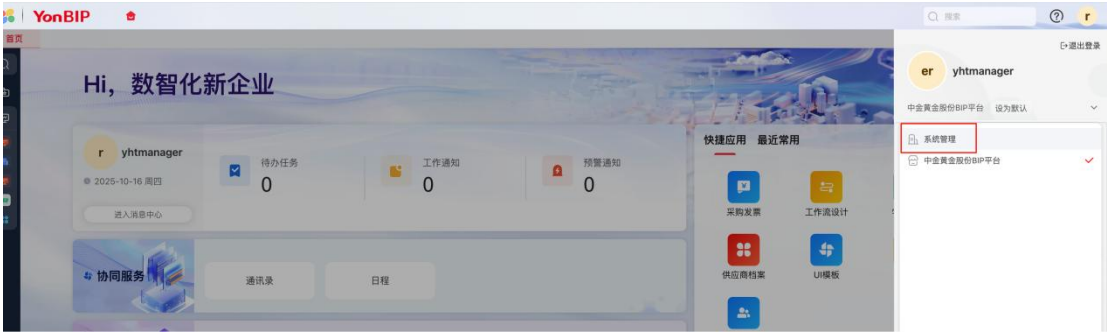 YonBIP
搜索
r
首页
退出登录
er yhtmanager
中金黄金股份BIP平台 设为默认
系统管理
中金黄金股份BIP平台
Hi，数智化新企业
r yhtmanager
2025-10-16 周四
进入消息中心
待办任务
0
工作通知
0
预警通知
0
快捷应用 最近常用
采购发票
工作流设计
供应商档案
UI模板
协同服务
通讯录
日程